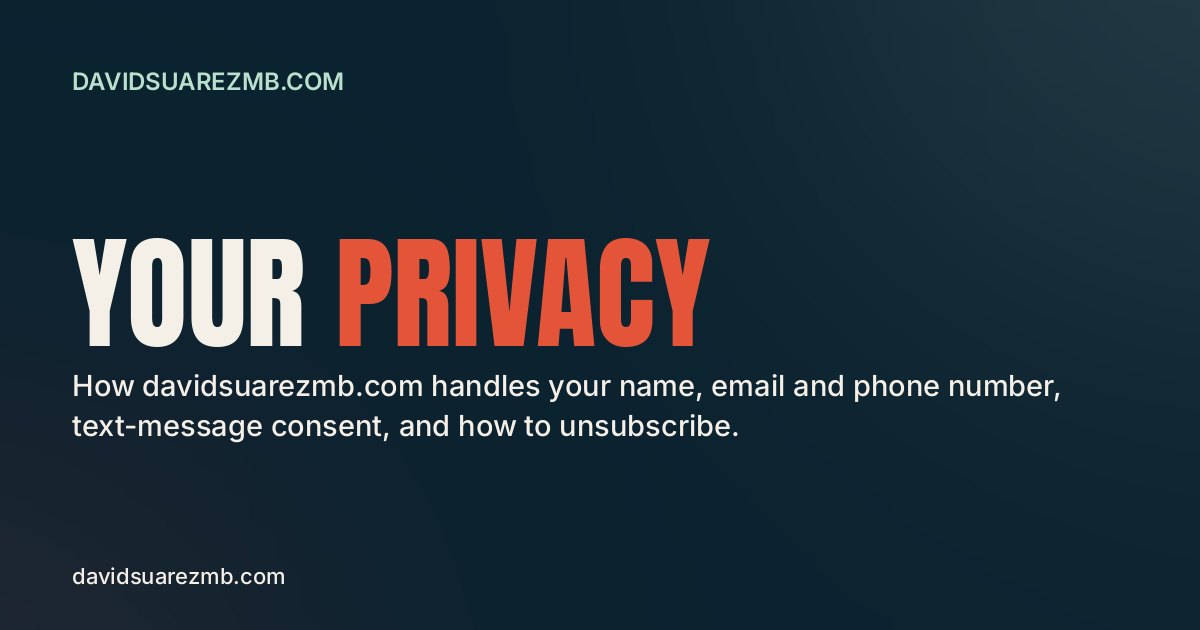 DAVIDSUAREZMB.COM
YOUR PRIVACY
How davidsuarezmb.com handles your name, email and phone number,
text-message consent, and how to unsubscribe.
davidsuarezmb.com